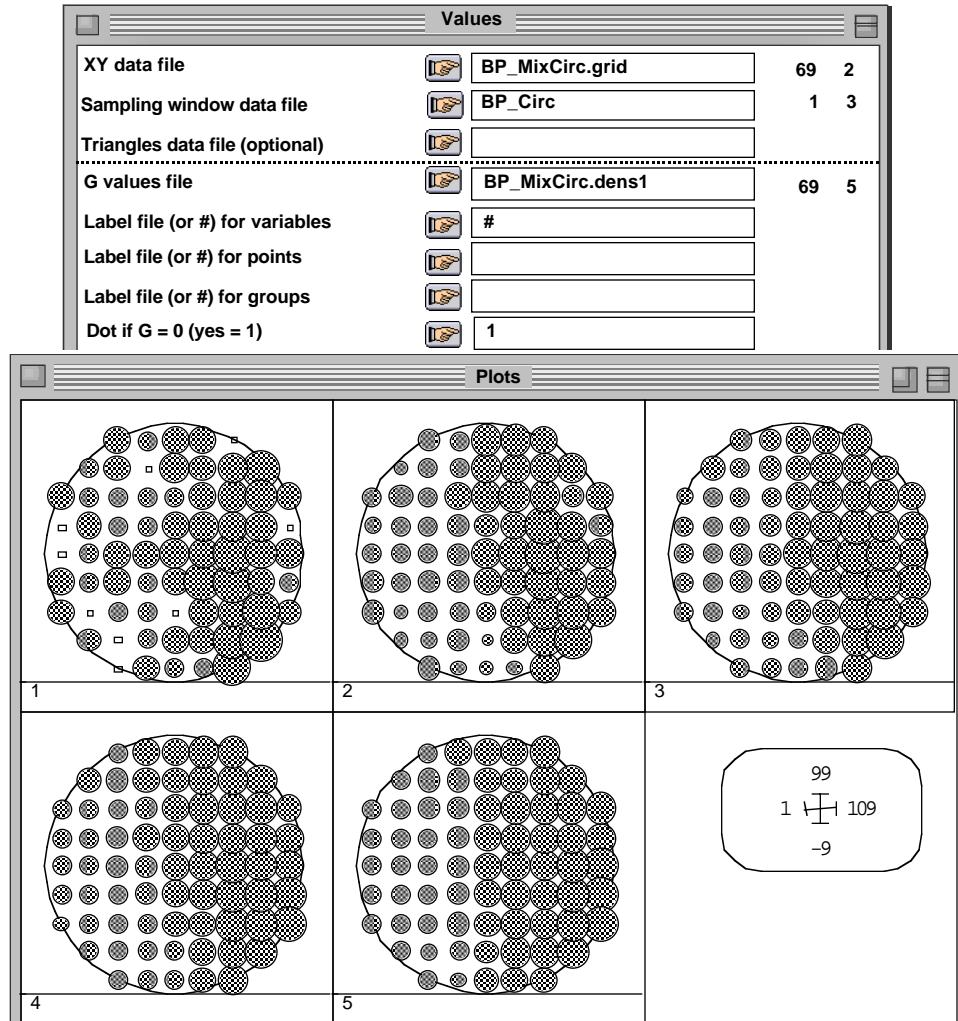 Values
XY data file BP_MixCirc.grid 69 2
Sampling window data file BP_Circ 1 3
Triangles data file (optional)
G values file BP_MixCirc.dens1 69 5
Label file (or #) for variables #
Label file (or #) for points
Label file (or #) for groups
Dot if G = 0 (yes = 1) 1
Plots
1 2 3
99
1 109
–9
4 5